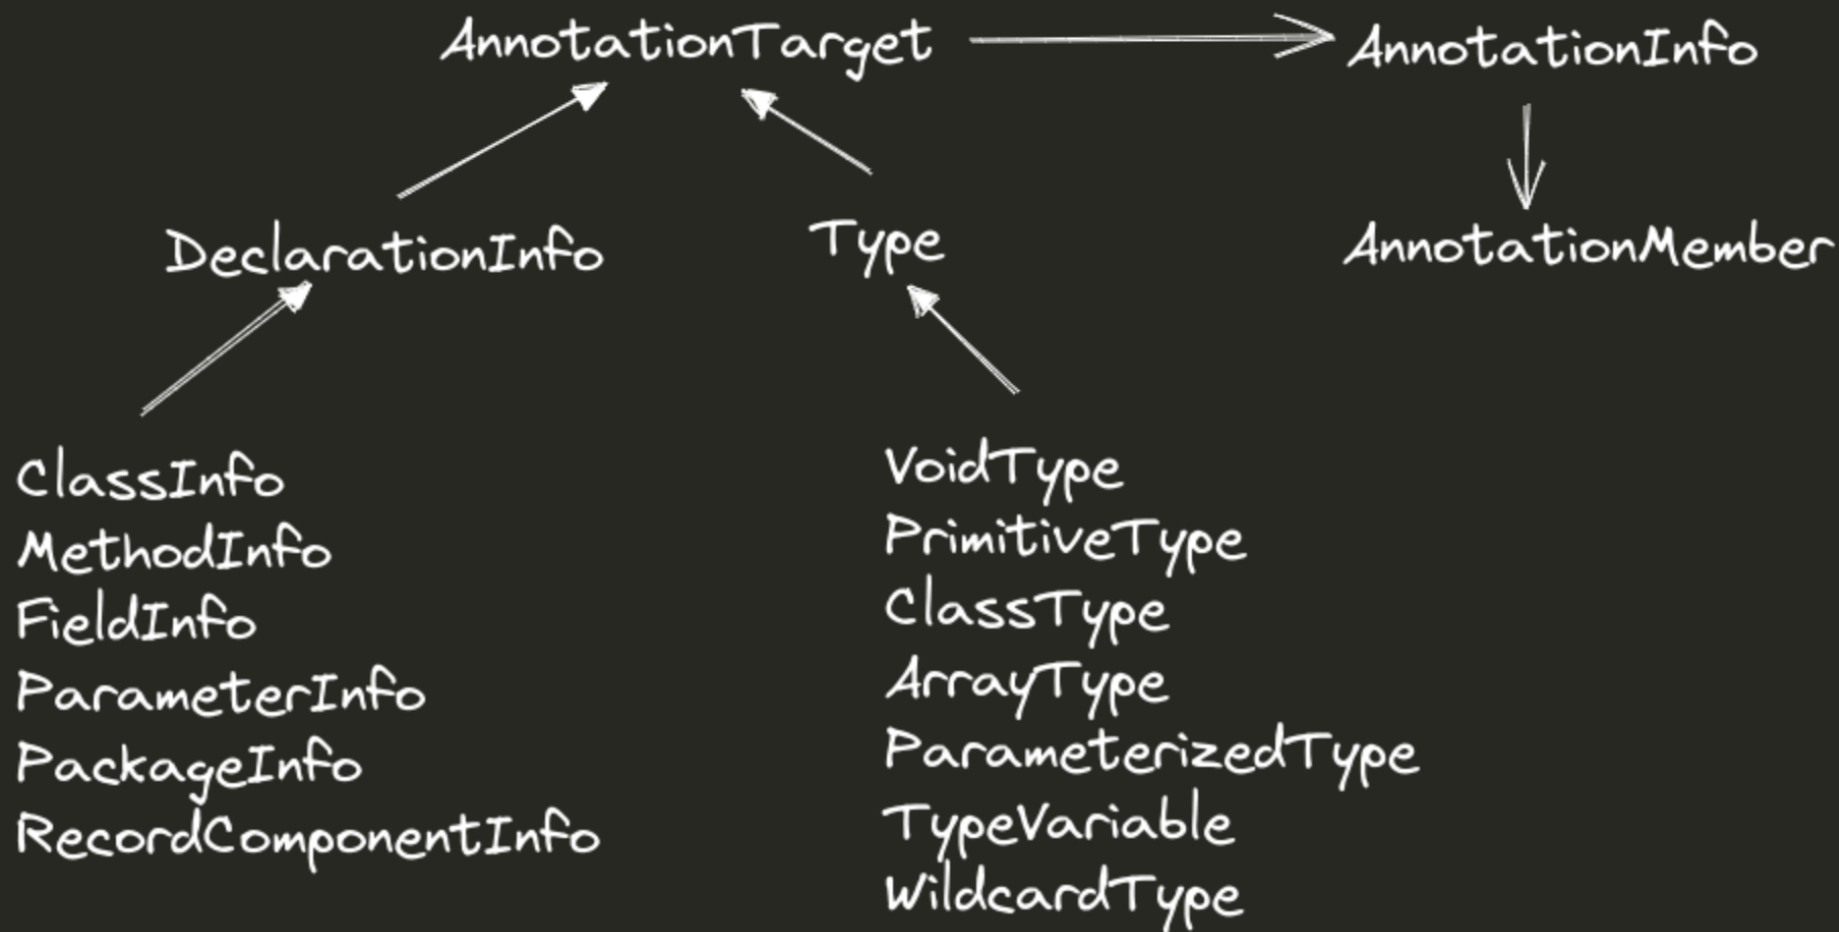 AnnotationTarget
AnnotationInfo
DeclarationInfo
Type
AnnotationMember
ClassInfo
MethodInfo
FieldInfo
ParameterInfo
PackageInfo
RecordComponentInfo
VoidType
PrimitiveType
ClassType
ArrayType
ParameterizedType
TypeVariable
WildcardType